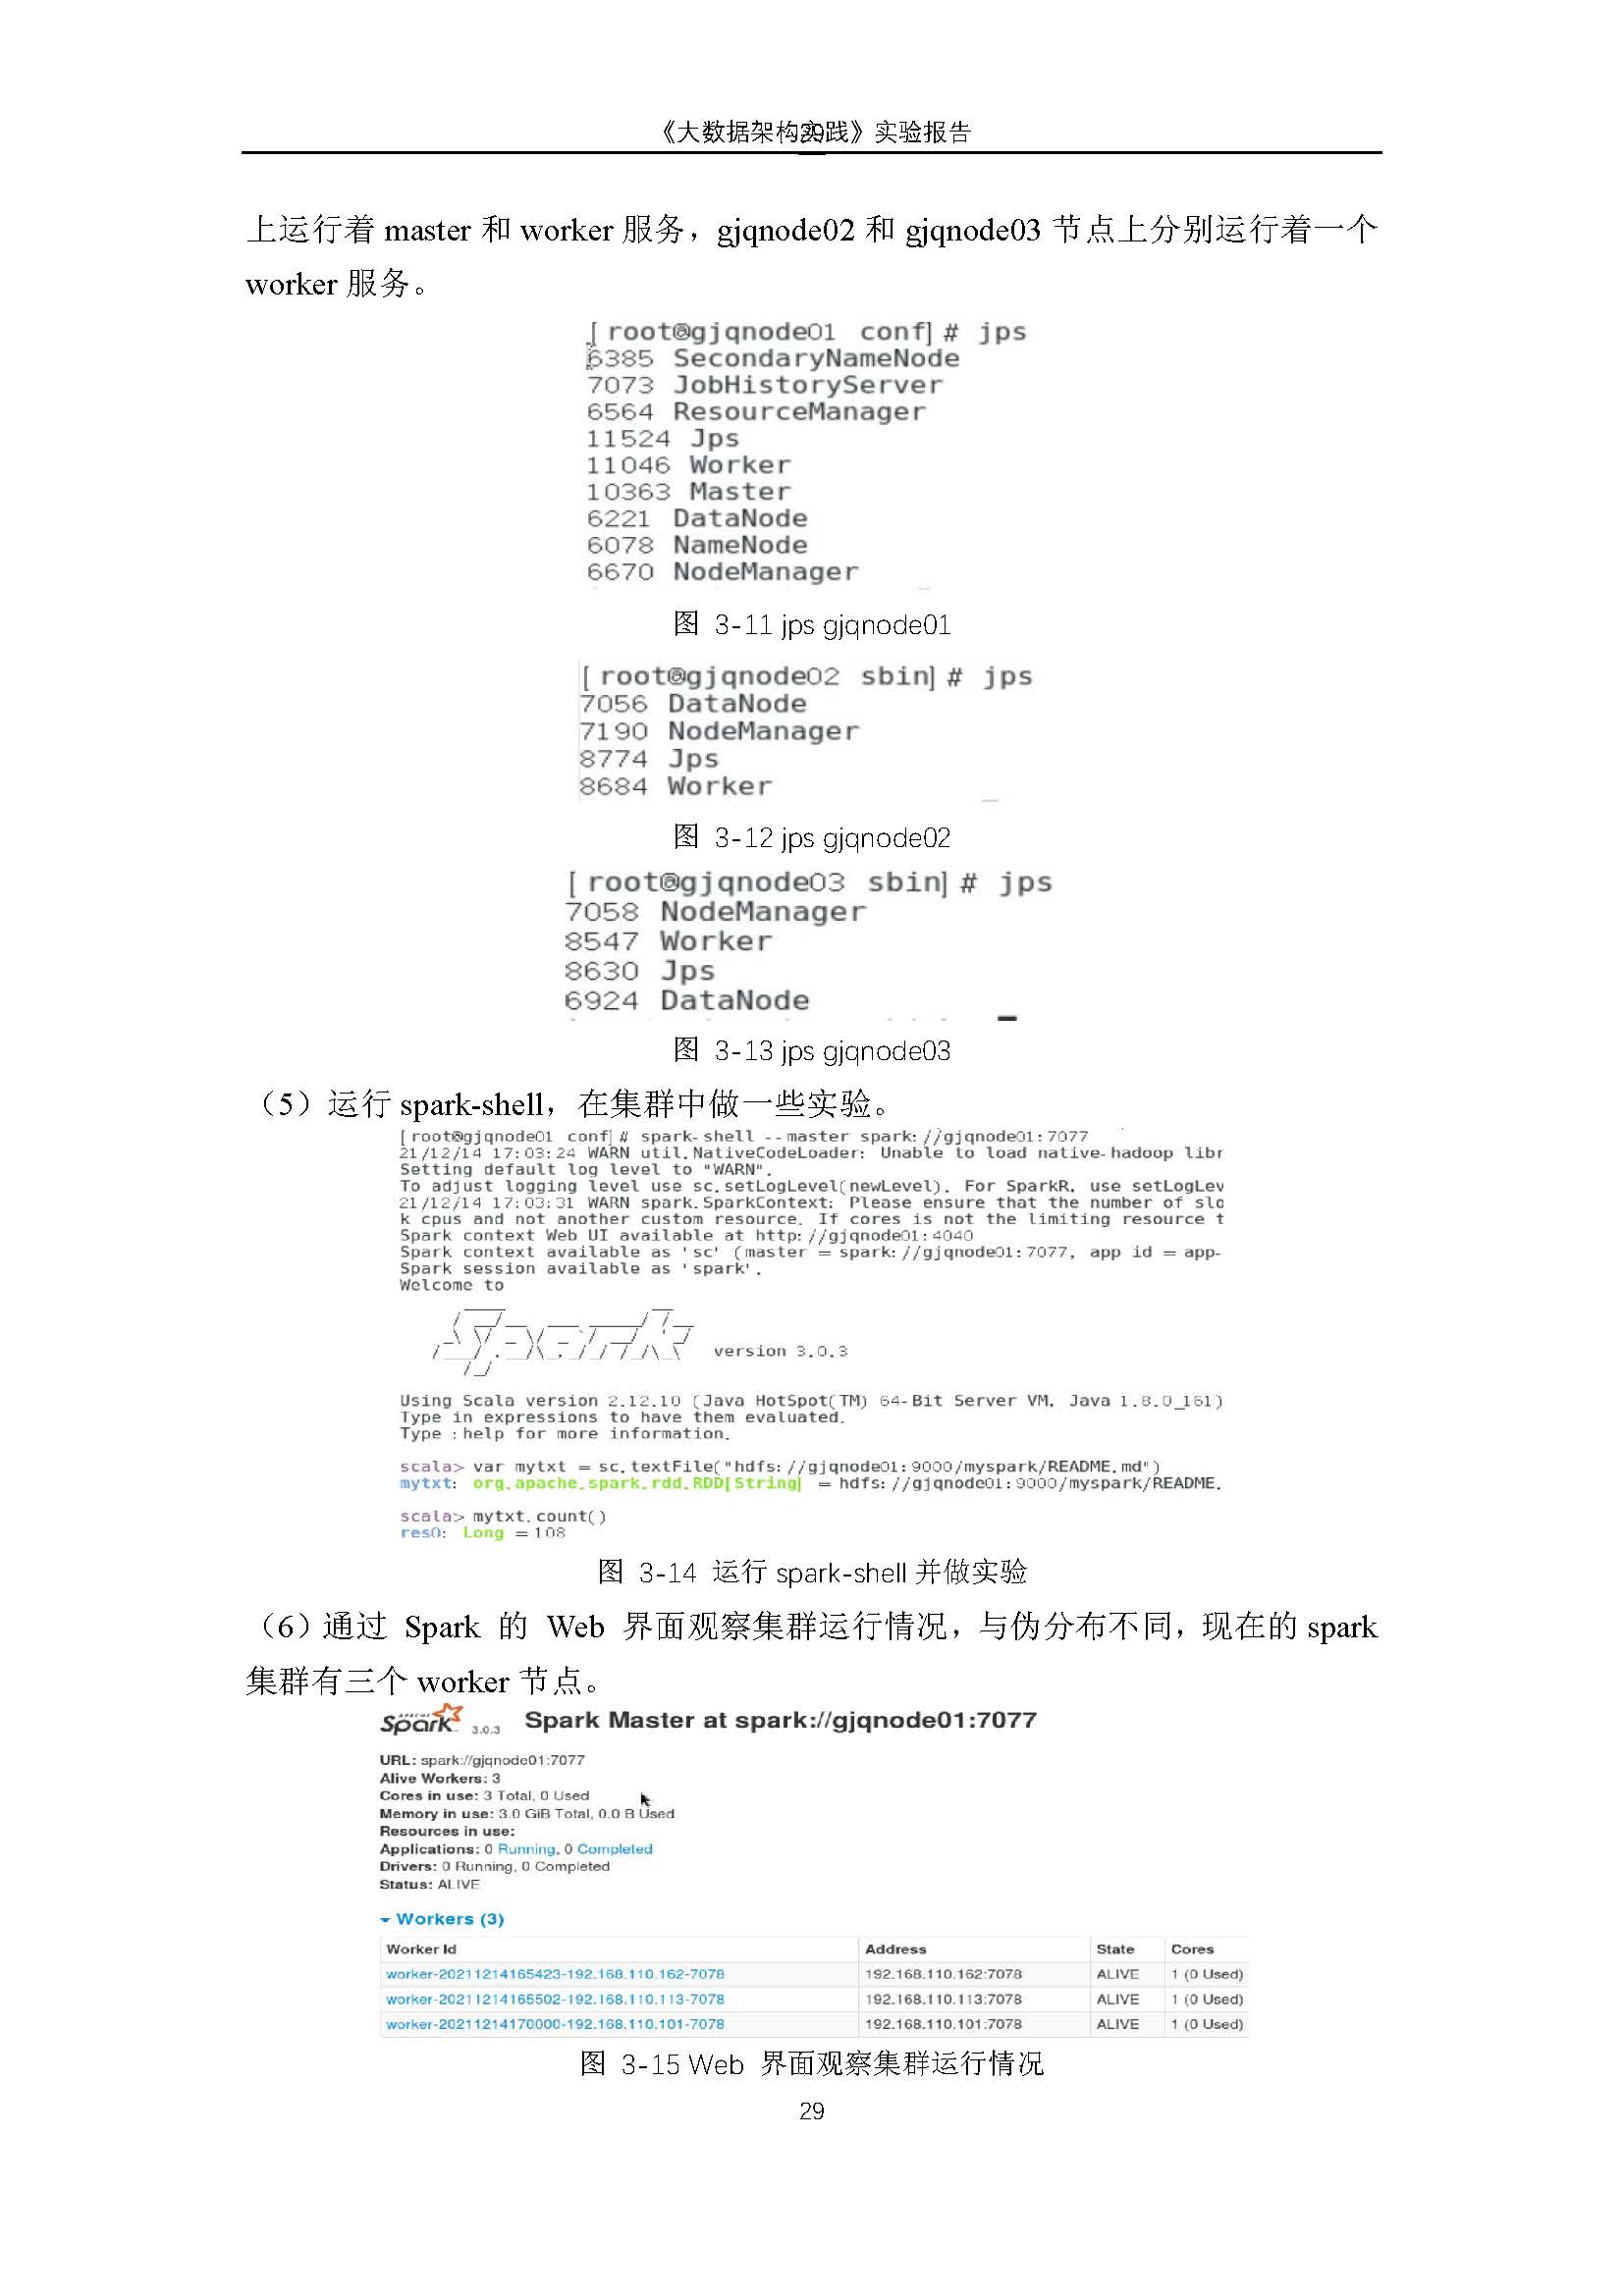 《大数据架构实践》实验报告
上运行着 master 和 worker 服务，gjqnode02 和 gjqnode03 节点上分别运行着一个
worker 服务。
[root@gjqnode01 conf]# jps
6385 SecondaryNameNode
7073 JobHistoryServer
6564 ResourceManager
11524 Jps
11046 Worker
10363 Master
6221 DataNode
6078 NameNode
6670 NodeManager
图 3-11 jps gjqnode01
[root@gjqnode02 sbin]# jps
7056 DataNode
7190 NodeManager
8774 Jps
8684 Worker
图 3-12 jps gjqnode02
[root@gjqnode03 sbin]# jps
7058 NodeManager
8547 Worker
8630 Jps
6924 DataNode
图 3-13 jps gjqnode03
（5）运行 spark-shell，在集群中做一些实验。
[root@gjqnode01 conf]# spark-shell --master spark://gjqnode01:7077
21/12/14 17:03:24 WARN util.NativeCodeLoader: Unable to load native-hadoop libr
Setting default log level to "WARN".
To adjust logging level use sc.setLogLevel(newLevel). For SparkR, use setLogLev
21/12/14 17:03:31 WARN spark.SparkContext: Please ensure that the number of slo
k cpus and not another custom resource. If cores is not the limiting resource t
Spark context Web UI available at http://gjqnode01:4040
Spark context available as 'sc' (master = spark://gjqnode01:7077, app id = app-
Spark session available as 'spark'.
Welcome to
Spark version 3.0.3
Using Scala version 2.12.10 (Java HotSpot(TM) 64-Bit Server VM, Java 1.8.0_161)
Type in expressions to have them evaluated.
Type :help for more information.
scala> var mytxt = sc.textFile("hdfs://gjqnode01:9000/myspark/README.md")
mytxt: org.apache.spark.rdd.RDD[String] = hdfs://gjqnode01:9000/myspark/README.
scala> mytxt.count()
res0: Long = 108
图 3-14 运行 spark-shell 并做实验
（6）通过 Spark 的 Web 界面观察集群运行情况，与伪分布不同，现在的 spark
集群有三个 worker 节点。
APACHE Spark 3.0.3 Spark Master at spark://gjqnode01:7077
URL: spark://gjqnode01:7077
Alive Workers: 3
Cores in use: 3 Total, 0 Used
Memory in use: 3.0 GiB Total, 0.0 B Used
Resources in use:
Applications: 0 Running, 0 Completed
Drivers: 0 Running, 0 Completed
Status: ALIVE
Workers (3)
Worker Id Address State Cores
worker-20211214165423-192.168.110.162-7078 192.168.110.162:7078 ALIVE 1 (0 Used)
worker-20211214165502-192.168.110.113-7078 192.168.110.113:7078 ALIVE 1 (0 Used)
worker-20211214170000-192.168.110.101-7078 192.168.110.101:7078 ALIVE 1 (0 Used)
图 3-15 Web 界面观察集群运行情况
29